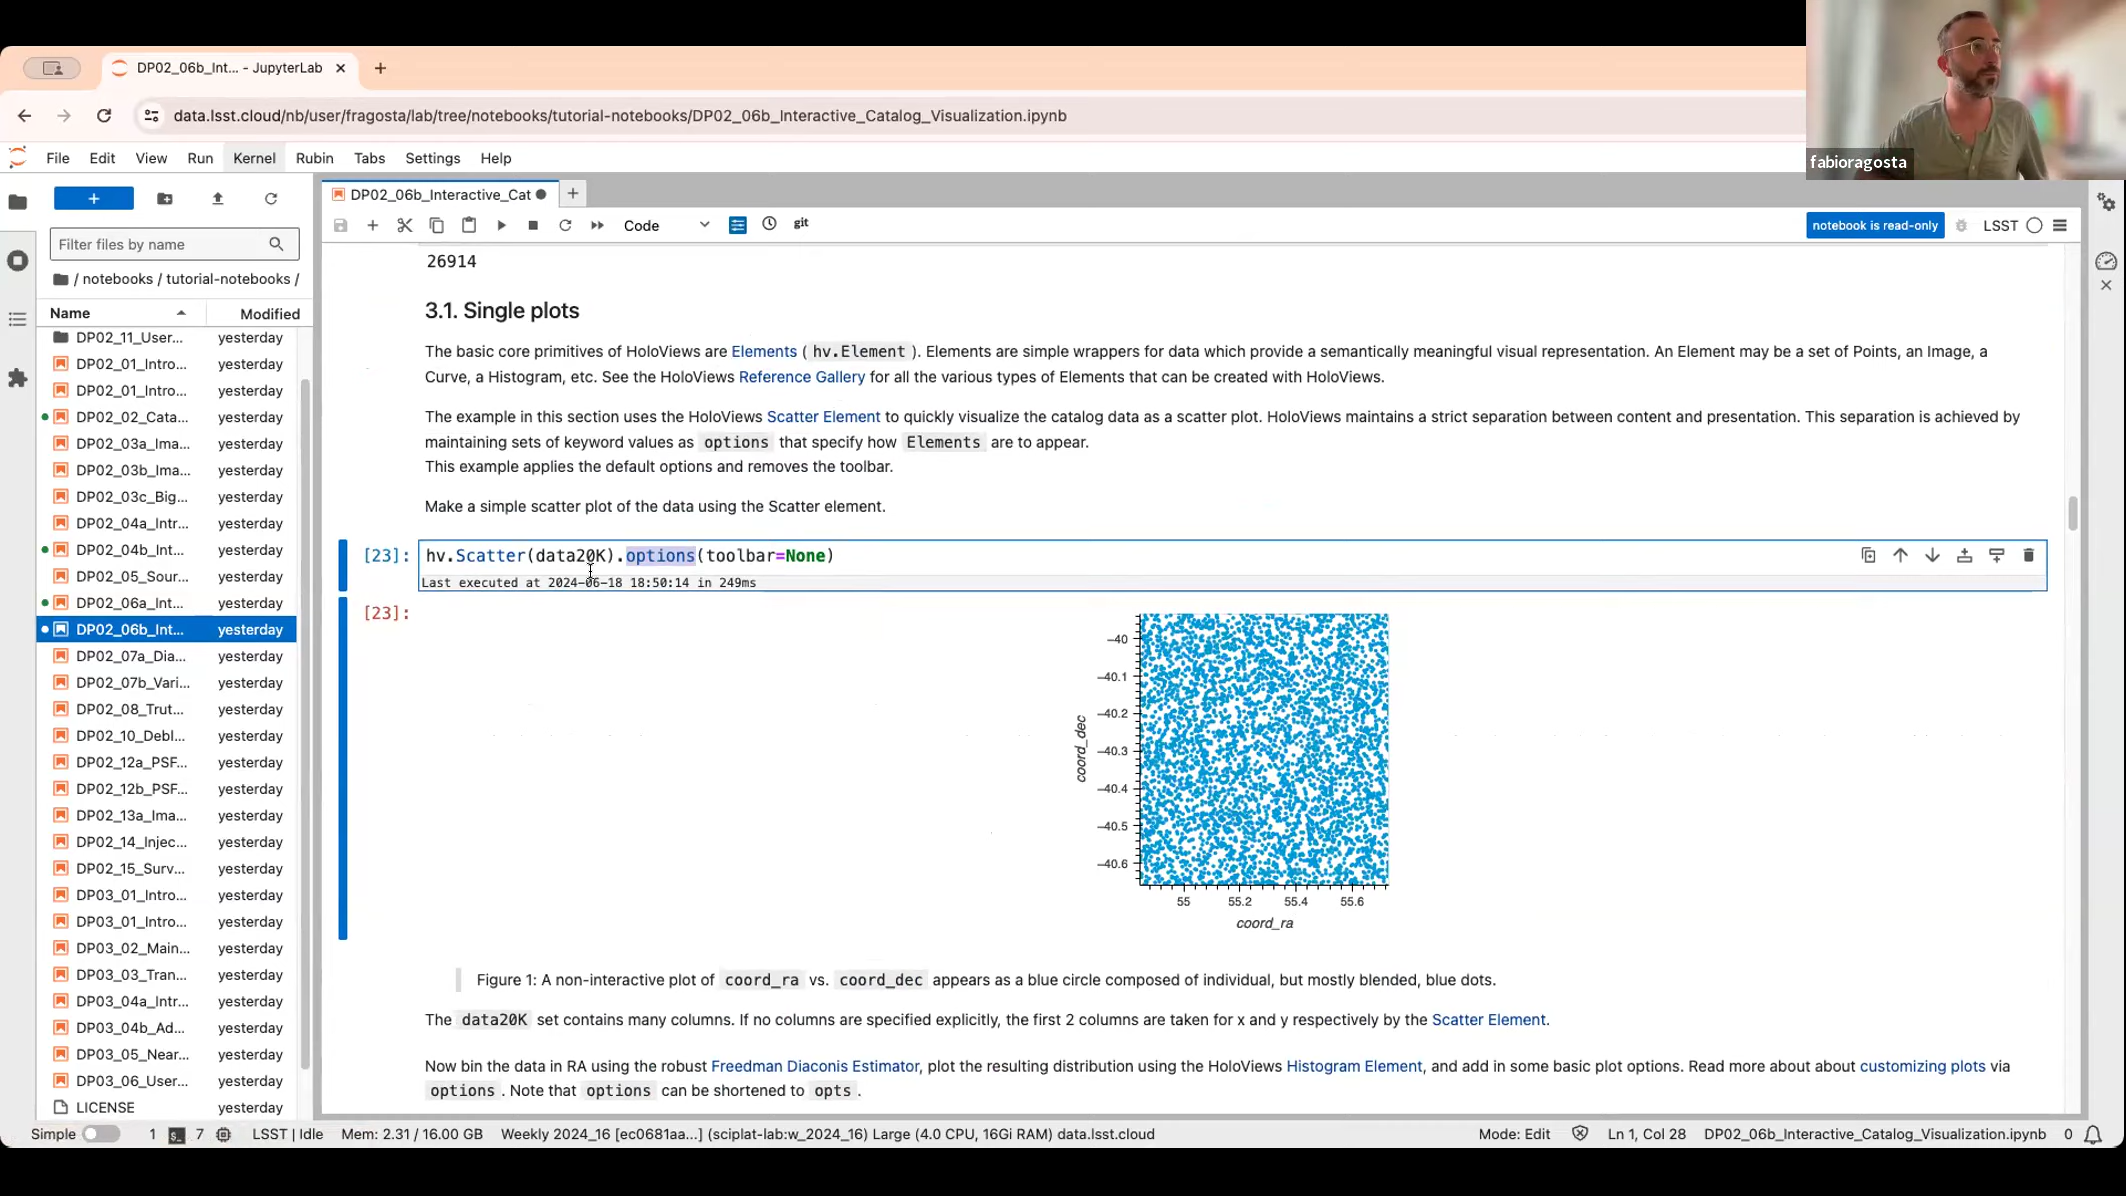 DP02_06b_Int... - JupyterLab
data.lsst.cloud/nb/user/fragosta/lab/tree/notebooks/tutorial-notebooks/DP02_06b_Interactive_Catalog_Visualization.ipynb
fabioragosta
File Edit View Run Kernel Rubin Tabs Settings Help
DP02_06b_Interactive_Cat
Code
git
notebook is read-only
LSST
Filter files by name
/ notebooks / tutorial-notebooks /
Name Modified
DP02_11_User... yesterday
DP02_01_Intro... yesterday
DP02_01_Intro... yesterday
DP02_02_Cata... yesterday
DP02_03a_Ima... yesterday
DP02_03b_Ima... yesterday
DP02_03c_Big... yesterday
DP02_04a_Intr... yesterday
DP02_04b_Int... yesterday
DP02_05_Sour... yesterday
DP02_06a_Int... yesterday
DP02_06b_Int... yesterday
DP02_07a_Dia... yesterday
DP02_07b_Vari... yesterday
DP02_08_Trut... yesterday
DP02_10_Debl... yesterday
DP02_12a_PSF... yesterday
DP02_12b_PSF... yesterday
DP02_13a_Ima... yesterday
DP02_14_Injec... yesterday
DP02_15_Surv... yesterday
DP03_01_Intro... yesterday
DP03_01_Intro... yesterday
DP03_02_Main... yesterday
DP03_03_Tran... yesterday
DP03_04a_Intr... yesterday
DP03_04b_Ad... yesterday
DP03_05_Near... yesterday
DP03_06_User... yesterday
LICENSE yesterday
26914
3.1. Single plots
The basic core primitives of HoloViews are Elements ( hv.Element ). Elements are simple wrappers for data which provide a semantically meaningful visual representation. An Element may be a set of Points, an Image, a
Curve, a Histogram, etc. See the HoloViews Reference Gallery for all the various types of Elements that can be created with HoloViews.
The example in this section uses the HoloViews Scatter Element to quickly visualize the catalog data as a scatter plot. HoloViews maintains a strict separation between content and presentation. This separation is achieved by
maintaining sets of keyword values as options that specify how Elements are to appear.
This example applies the default options and removes the toolbar.
Make a simple scatter plot of the data using the Scatter element.
[23]: hv.Scatter(data20K).options(toolbar=None)
Last executed at 2024-06-18 18:50:14 in 249ms
[23]:
−40
−40.1
−40.2
−40.3
−40.4
−40.5
−40.6
coord_dec
55 55.2 55.4 55.6
coord_ra
Figure 1: A non-interactive plot of coord_ra vs. coord_dec appears as a blue circle composed of individual, but mostly blended, blue dots.
The data20K set contains many columns. If no columns are specified explicitly, the first 2 columns are taken for x and y respectively by the Scatter Element.
Now bin the data in RA using the robust Freedman Diaconis Estimator, plot the resulting distribution using the HoloViews Histogram Element, and add in some basic plot options. Read more about about customizing plots via
options . Note that options can be shortened to opts .
Simple 1 7 LSST | Idle Mem: 2.31 / 16.00 GB Weekly 2024_16 [ec0681aa...] (sciplat-lab:w_2024_16) Large (4.0 CPU, 16Gi RAM) data.lsst.cloud Mode: Edit Ln 1, Col 28 DP02_06b_Interactive_Catalog_Visualization.ipynb 0